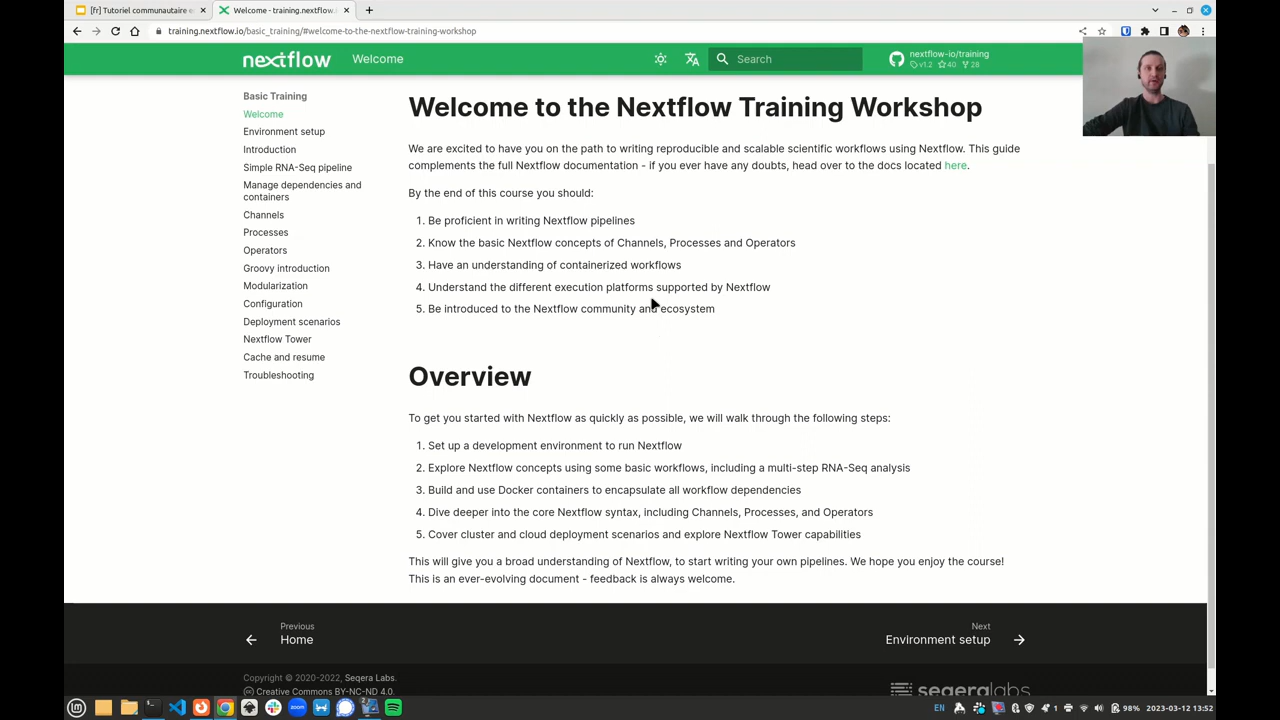 [fr] Tutoriel communautaire
Welcome - training.nextflow.
training.nextflow.io/basic_training/#welcome-to-the-nextflow-training-workshop
nextflow
Welcome
Search
nextflow-io/training
v1.2 40 28
Basic Training
Welcome
Environment setup
Introduction
Simple RNA-Seq pipeline
Manage dependencies and
containers
Channels
Processes
Operators
Groovy introduction
Modularization
Configuration
Deployment scenarios
Nextflow Tower
Cache and resume
Troubleshooting
Welcome to the Nextflow Training Workshop
We are excited to have you on the path to writing reproducible and scalable scientific workflows using Nextflow. This guide
complements the full Nextflow documentation - if you ever have any doubts, head over to the docs located here.
By the end of this course you should:
1. Be proficient in writing Nextflow pipelines
2. Know the basic Nextflow concepts of Channels, Processes and Operators
3. Have an understanding of containerized workflows
4. Understand the different execution platforms supported by Nextflow
5. Be introduced to the Nextflow community and ecosystem
Overview
To get you started with Nextflow as quickly as possible, we will walk through the following steps:
1. Set up a development environment to run Nextflow
2. Explore Nextflow concepts using some basic workflows, including a multi-step RNA-Seq analysis
3. Build and use Docker containers to encapsulate all workflow dependencies
4. Dive deeper into the core Nextflow syntax, including Channels, Processes, and Operators
5. Cover cluster and cloud deployment scenarios and explore Nextflow Tower capabilities
This will give you a broad understanding of Nextflow, to start writing your own pipelines. We hope you enjoy the course!
This is an ever-evolving document - feedback is always welcome.
Previous
Home
Next
Environment setup
Copyright © 2020-2022, Seqera Labs.
Creative Commons BY-NC-ND 4.0.
seqeralabs
zoom
EN
1
98%
2023-03-12 13:52